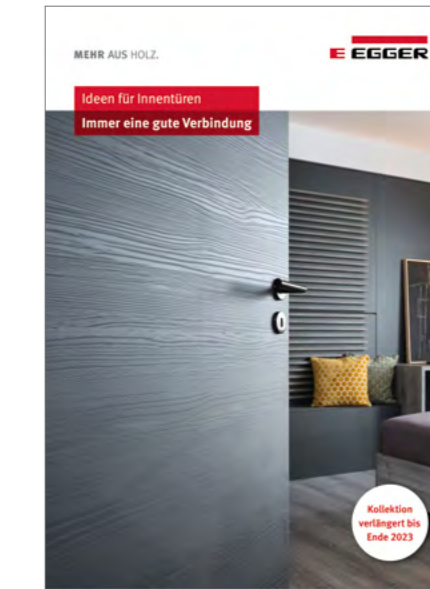 MEHR AUS HOLZ.
E EGGER
Ideen für Innentüren
Immer eine gute Verbindung
Kollektion
verlängert bis
Ende 2023